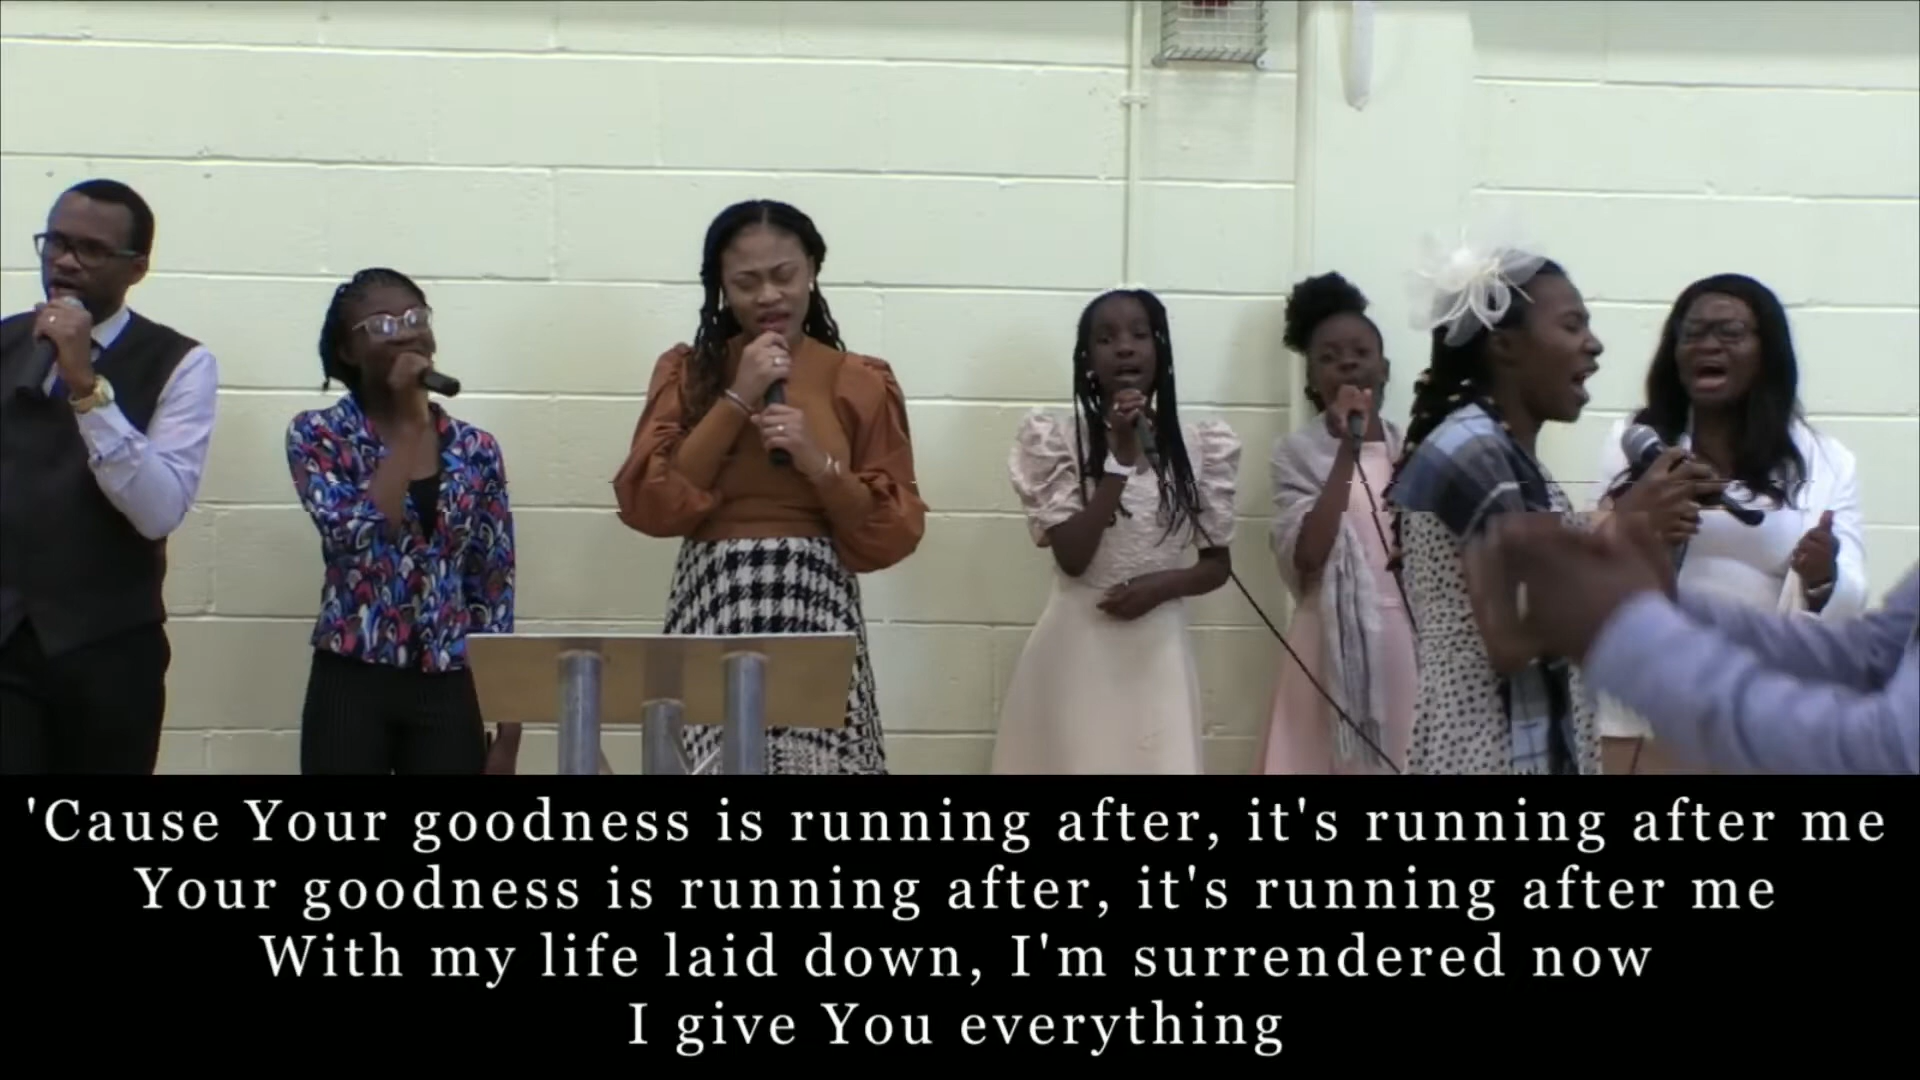 'Cause Your goodness is running after, it's running after me
Your goodness is running after, it's running after me
With my life laid down, I'm surrendered now
I give You everything